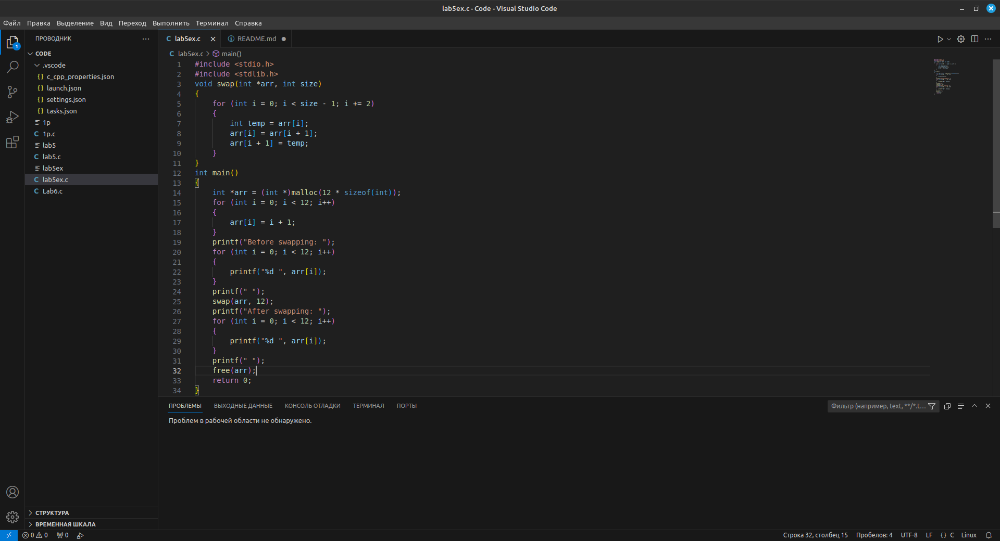 lab5ex.c - Code - Visual Studio Code
Файл Правка Выделение Вид Переход Выполнить Терминал Справка
ПРОВОДНИК
CODE
.vscode
{} c_cpp_properties.json
{} launch.json
{} settings.json
{} tasks.json
1p
C 1p.c
lab5
C lab5.c
lab5ex
C lab5ex.c
C Lab6.c
СТРУКТУРА
ВРЕМЕННАЯ ШКАЛА
1
C lab5ex.c README.md
C lab5ex.c > main()
1 #include <stdio.h>
2 #include <stdlib.h>
3 void swap(int *arr, int size)
4 {
5 for (int i = 0; i < size - 1; i += 2)
6 {
7 int temp = arr[i];
8 arr[i] = arr[i + 1];
9 arr[i + 1] = temp;
10 }
11 }
12 int main()
13 {
14 int *arr = (int *)malloc(12 * sizeof(int));
15 for (int i = 0; i < 12; i++)
16 {
17 arr[i] = i + 1;
18 }
19 printf("Before swapping: ");
20 for (int i = 0; i < 12; i++)
21 {
22 printf("%d ", arr[i]);
23 }
24 printf(" ");
25 swap(arr, 12);
26 printf("After swapping: ");
27 for (int i = 0; i < 12; i++)
28 {
29 printf("%d ", arr[i]);
30 }
31 printf(" ");
32 free(arr);
33 return 0;
34 }
ПРОБЛЕМЫ ВЫХОДНЫЕ ДАННЫЕ КОНСОЛЬ ОТЛАДКИ ТЕРМИНАЛ ПОРТЫ
Фильтр (например, text, **/*.t...
Проблем в рабочей области не обнаружено.
0 0 0
Строка 32, столбец 15 Пробелов: 4 UTF-8 LF {} C Linux